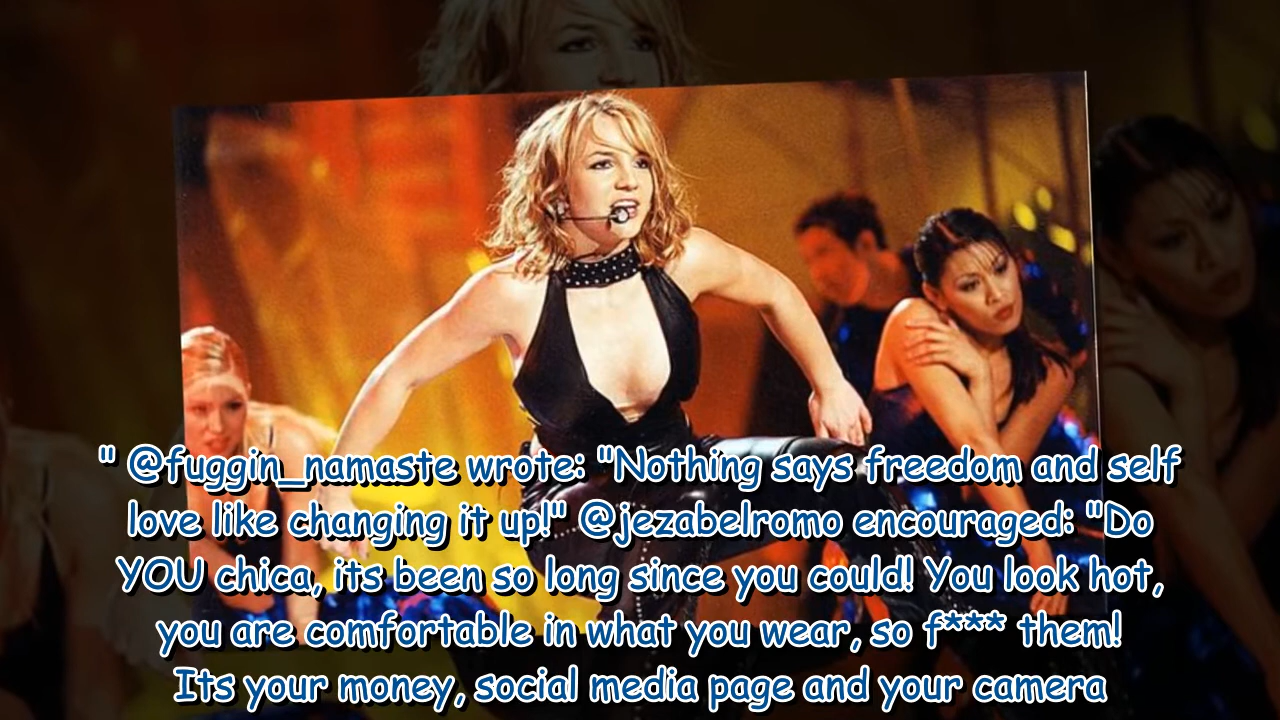 " @fuggin_namaste wrote: "Nothing says freedom and self
love like changing it up!" @jezabelromo encouraged: "Do
YOU chica, its been so long since you could! You look hot,
you are comfortable in what you wear, so f*** them!
Its your money, social media page and your camera